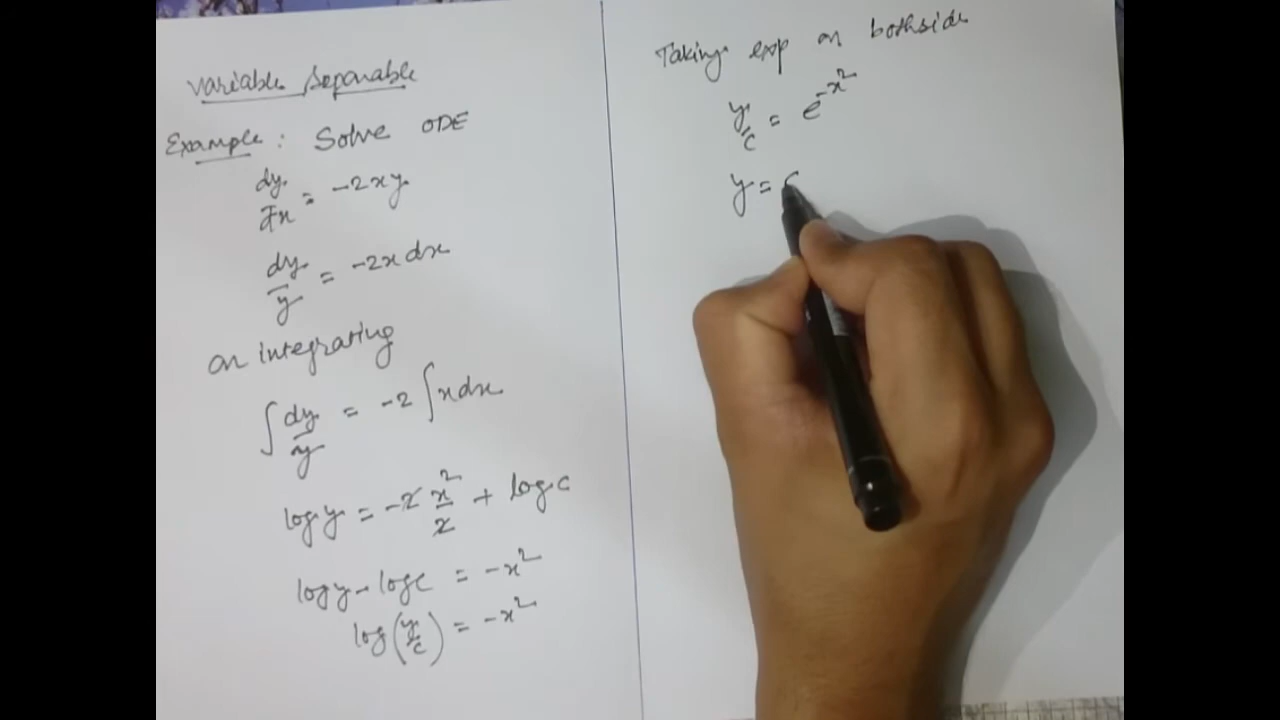 Variable Separable
Example: Solve ODE
dy/dx = -2xy
dy/y = -2x dx
on integrating
∫ dy/y = -2 ∫ x dx
log y = -2 x²/2 + log c
log y - log c = -x²
log(y/c) = -x²
Taking exp on bothside
y/c = e^-x²
y =